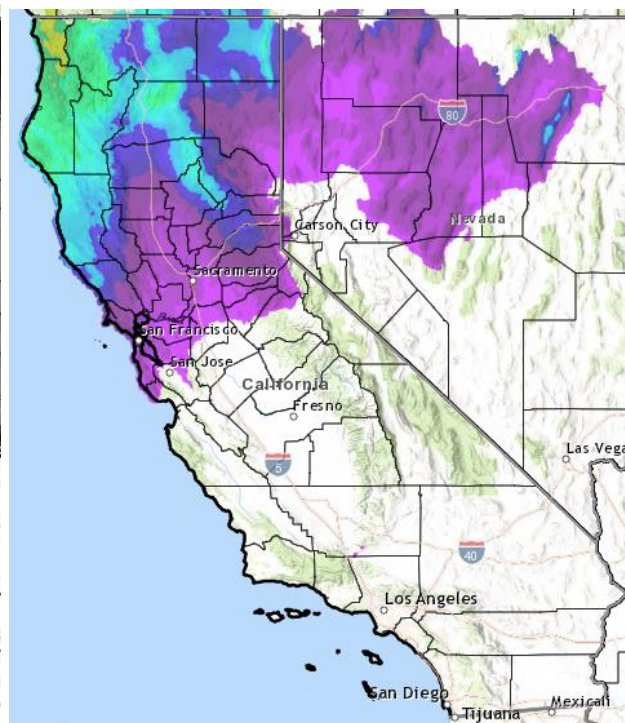 80
Nevada
Carson City
Sacramento
San Francisco
San Jose
California
Fresno
Las Vega
5
40
Los Angeles
San Diego
Tijuana
Mexicali